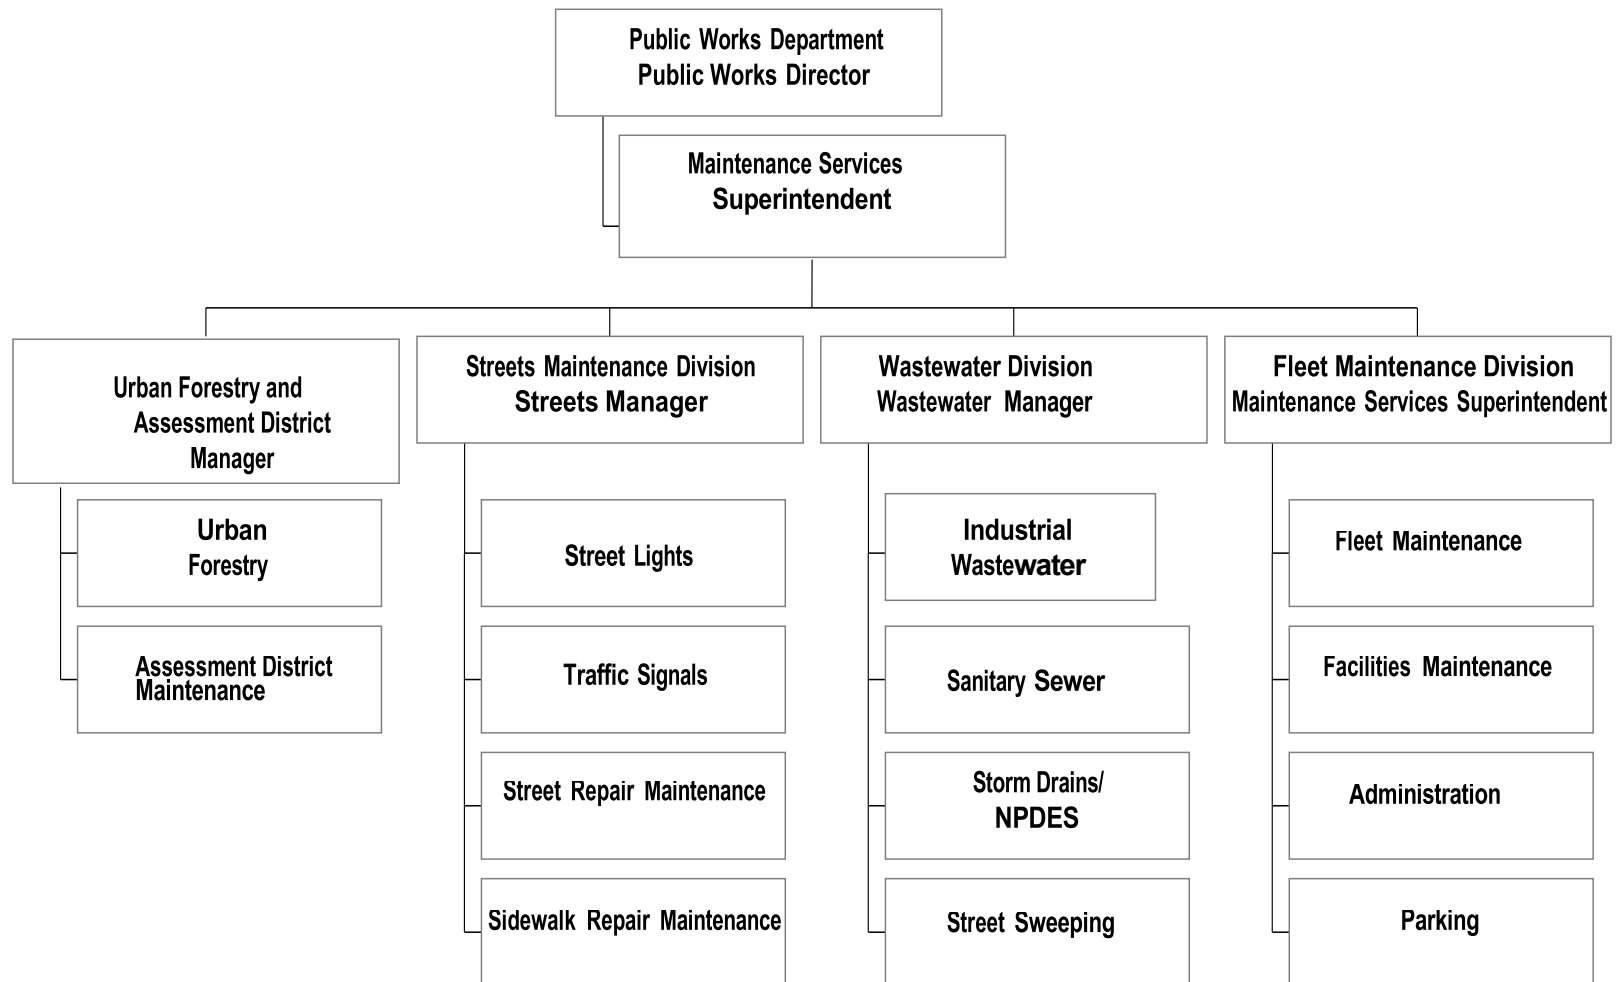 Public Works Department
Public Works Director
Maintenance Services
Superintendent
Urban Forestry and
Assessment District
Manager
Urban
Forestry
Assessment District
Maintenance
Streets Maintenance Division
Streets Manager
Street Lights
Traffic Signals
Street Repair Maintenance
Sidewalk Repair Maintenance
Wastewater Division
Wastewater Manager
Industrial
Wastewater
Sanitary Sewer
Storm Drains/
NPDES
Street Sweeping
Fleet Maintenance Division
Maintenance Services Superintendent
Fleet Maintenance
Facilities Maintenance
Administration
Parking